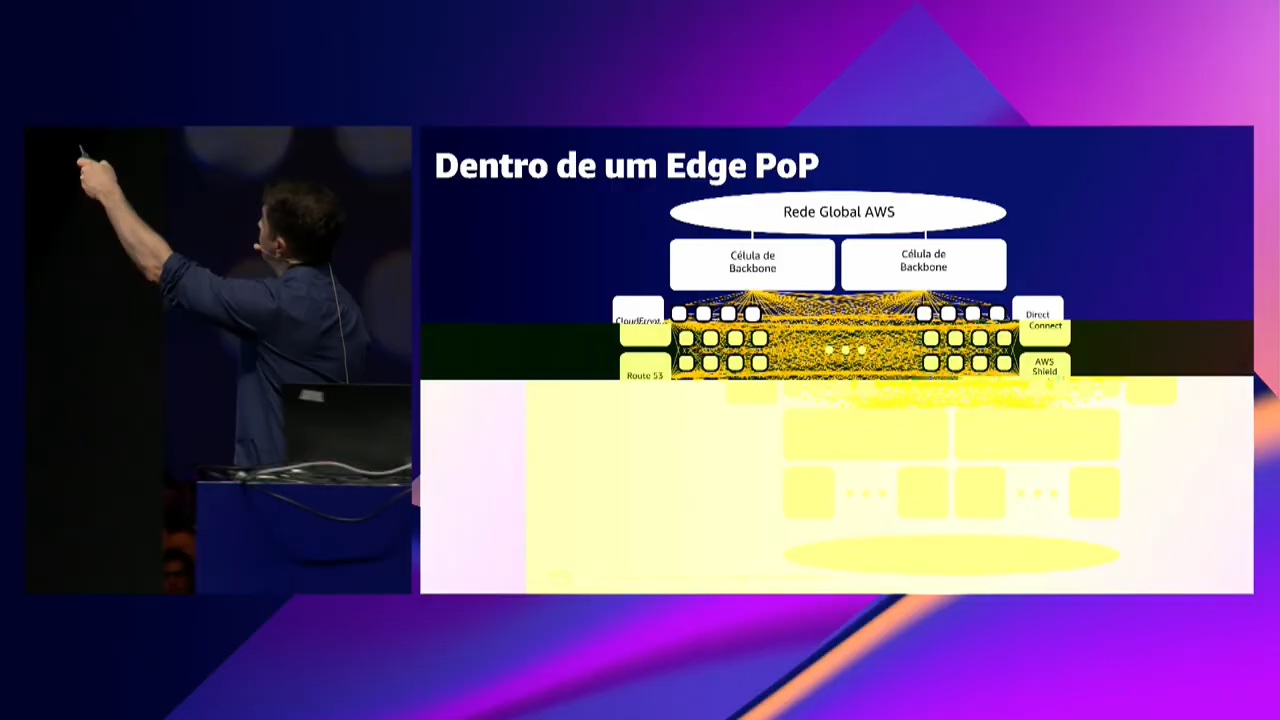 Dentro de um Edge PoP
Rede Global AWS
Célula de
Backbone
Célula de
Backbone
CloudFront
Direct
Connect
Route 53
AWS
Shield